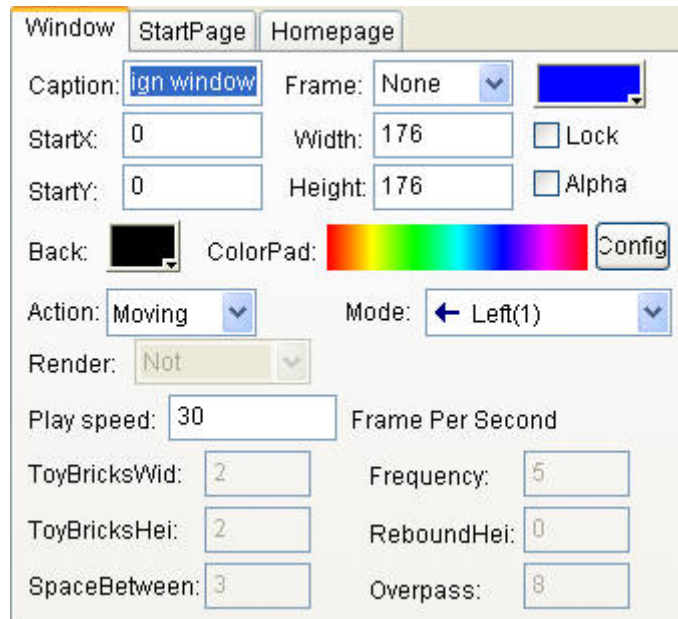 Window StartPage Homepage
Caption: ign window Frame: None
StartX: 0 Width: 176 Lock
StartY: 0 Height: 176 Alpha
Back: ColorPad: Config
Action: Moving Mode: Left(1)
Render: Not
Play speed: 30 Frame Per Second
ToyBricksWid: 2 Frequency: 5
ToyBricksHei: 2 ReboundHei: 0
SpaceBetween: 3 Overpass: 8